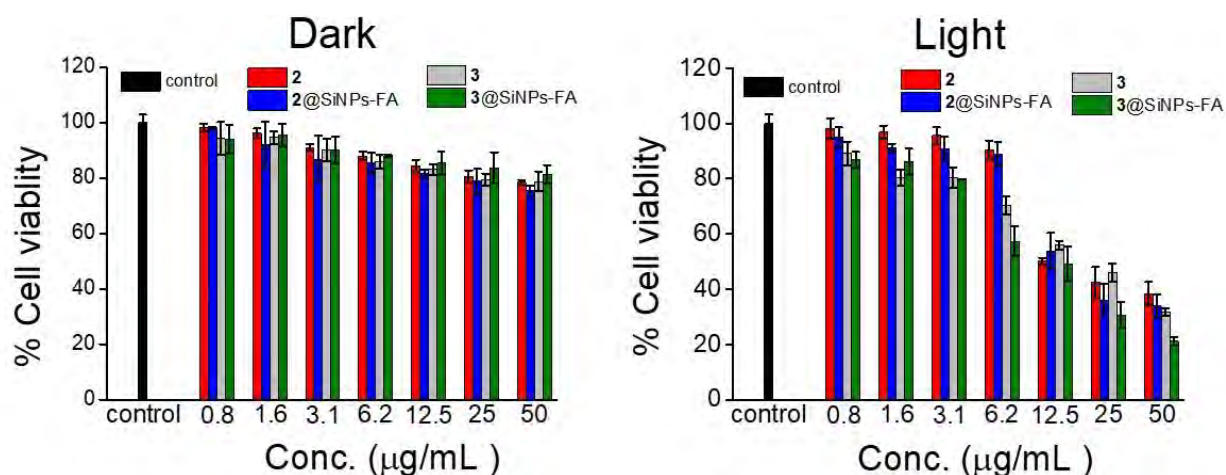 Dark
120
100
80
60
40
20
0
% Cell viablity
control
2
2@SiNPs-FA
3
3@SiNPs-FA
control 0.8 1.6 3.1 6.2 12.5 25 50
Conc. (μg/mL )
Light
120
100
80
60
40
20
0
% Cell viablity
control
2
2@SiNPs-FA
3
3@SiNPs-FA
control 0.8 1.6 3.1 6.2 12.5 25 50
Conc. (μg/mL )